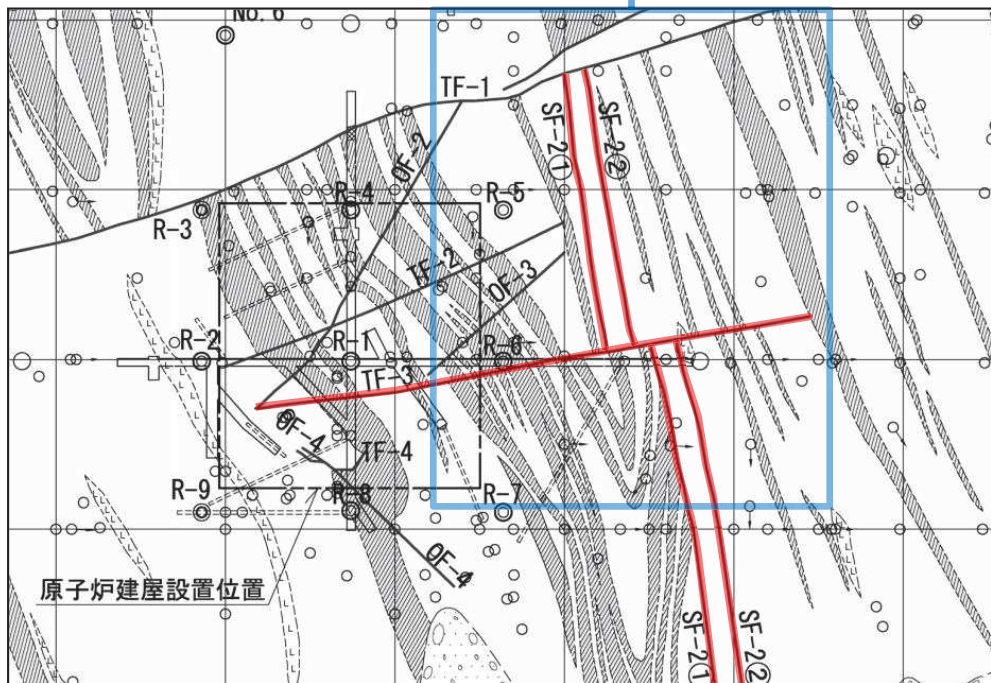 No. 6
TF-1
OF-2
SF-2①
SF-2②
R-4
R-5
R-3
TF-2
OF-3
R-2
R-1
R-6
TF-3
OF-4
TF-4
R-9
R-8
R-7
OF-4
原子炉建屋設置位置
SF-2①
SF-2②